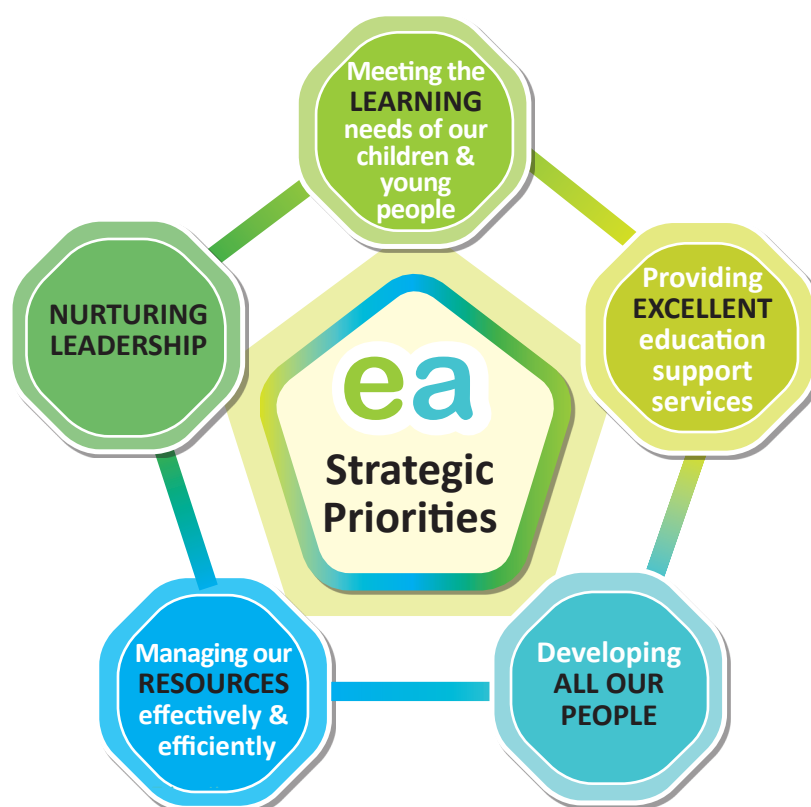 Meeting the
LEARNING
needs of our
children &
young
people
Providing
EXCELLENT
education
support
services
Developing
ALL OUR
PEOPLE
Managing our
RESOURCES
effectively &
efficiently
NURTURING
LEADERSHIP
ea
Strategic
Priorities